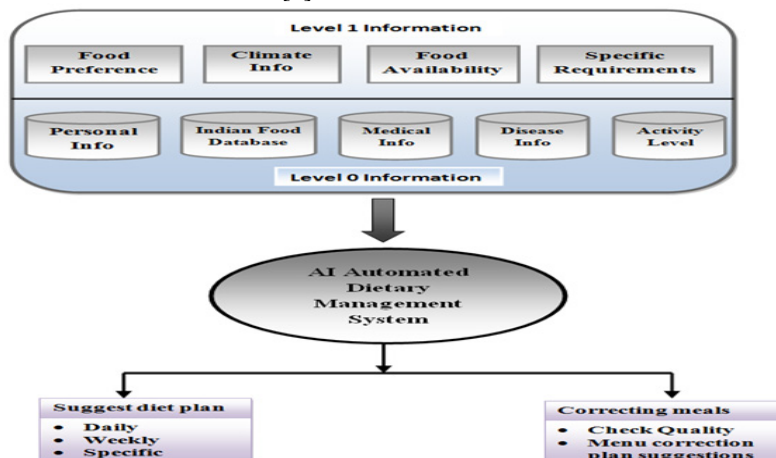 Level 1 Information
Food
Preference
Climate
Info
Food
Availability
Specific
Requirements
Personal
Info
Indian Food
Database
Medical
Info
Disease
Info
Activity
Level
Level 0 Information
AI Automated
Dietary
Management
System
Suggest diet plan
• Daily
• Weekly
• Specific
Correcting meals
• Check Quality
• Menu correction
plan suggestions